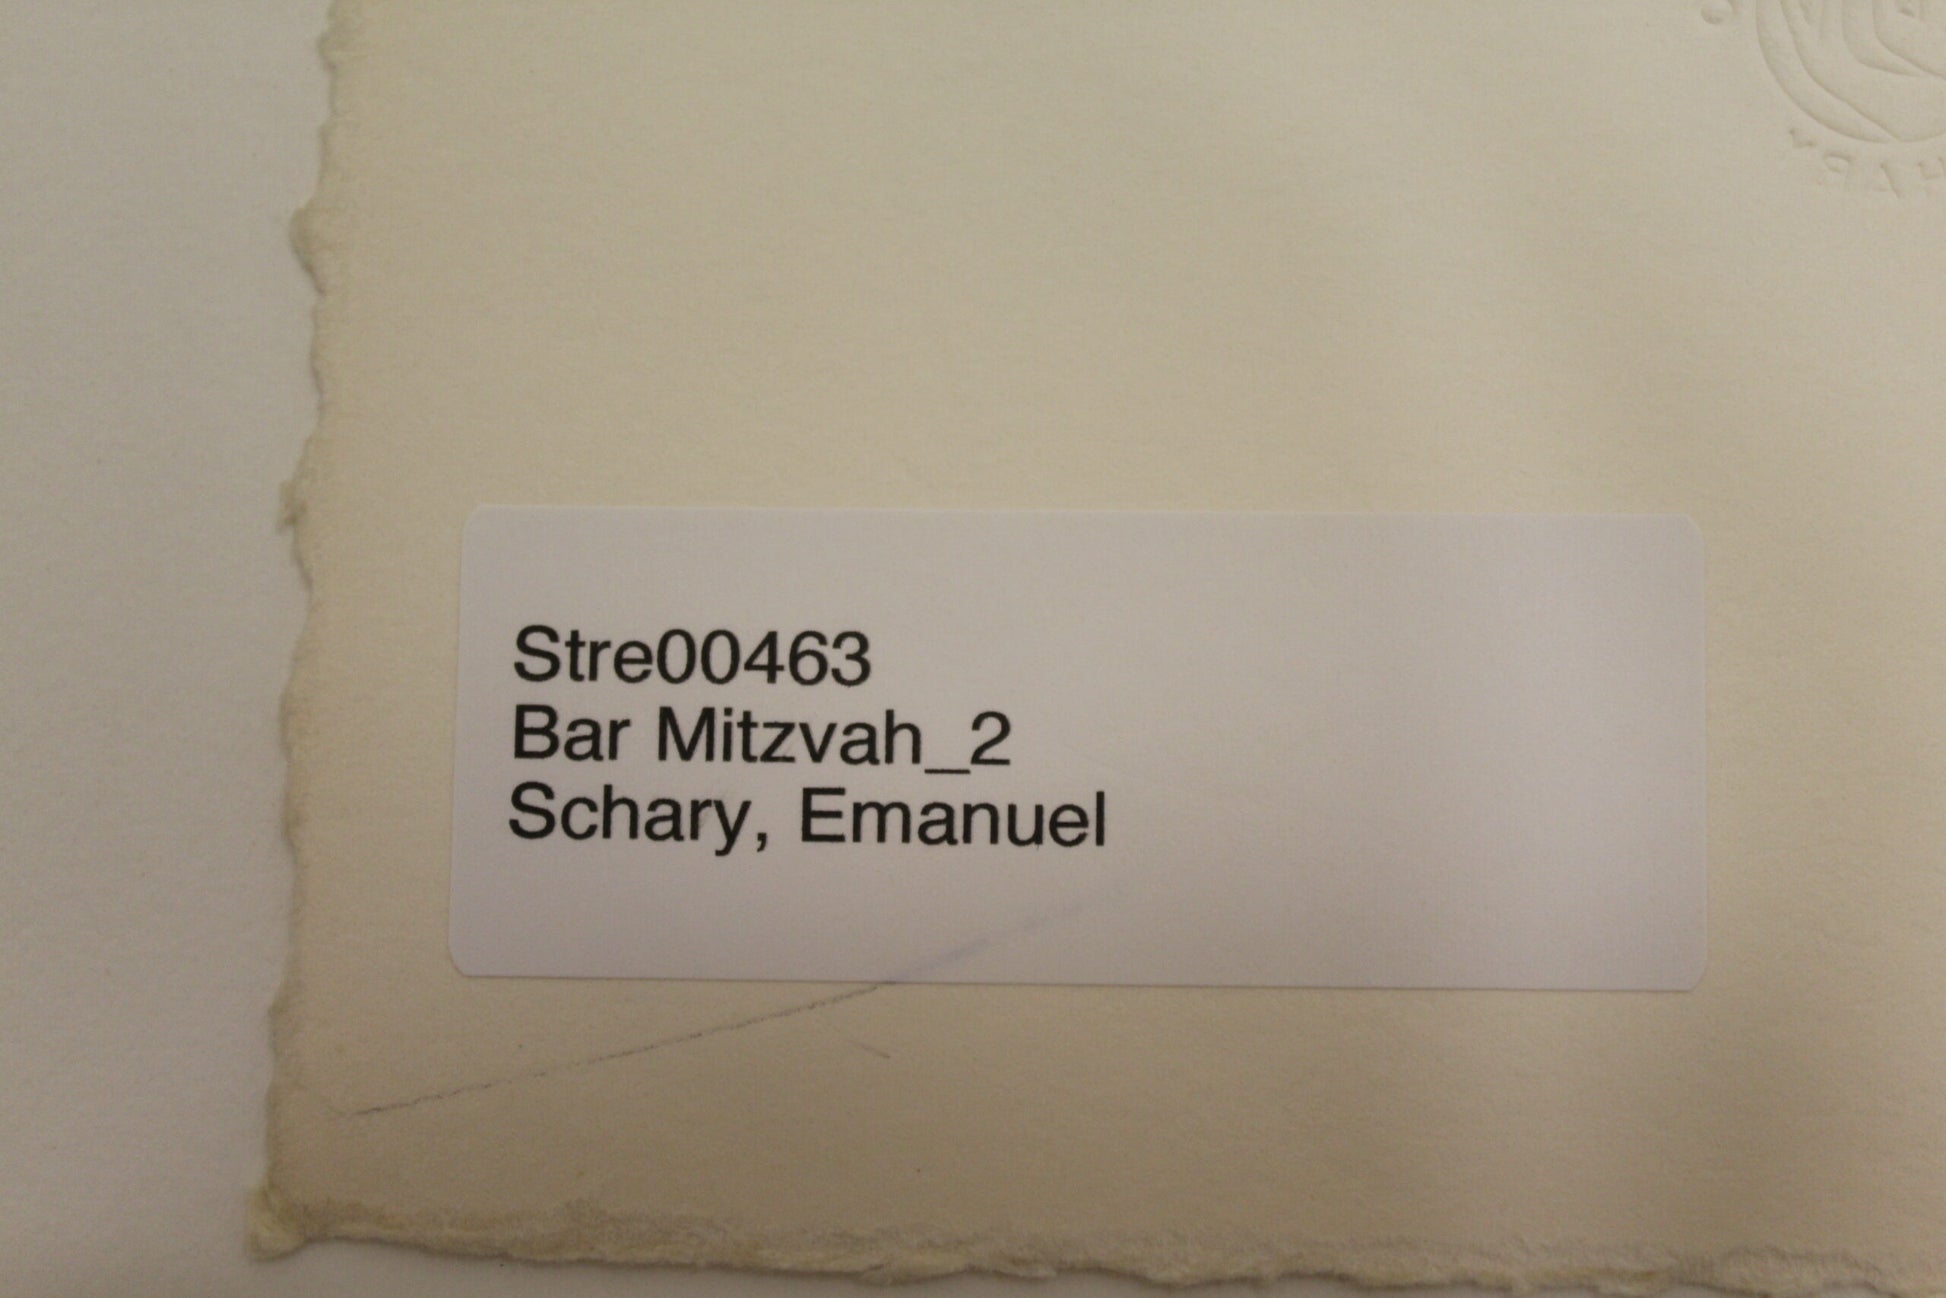 Stre00463
Bar Mitzvah_2
Schary, Emanuel